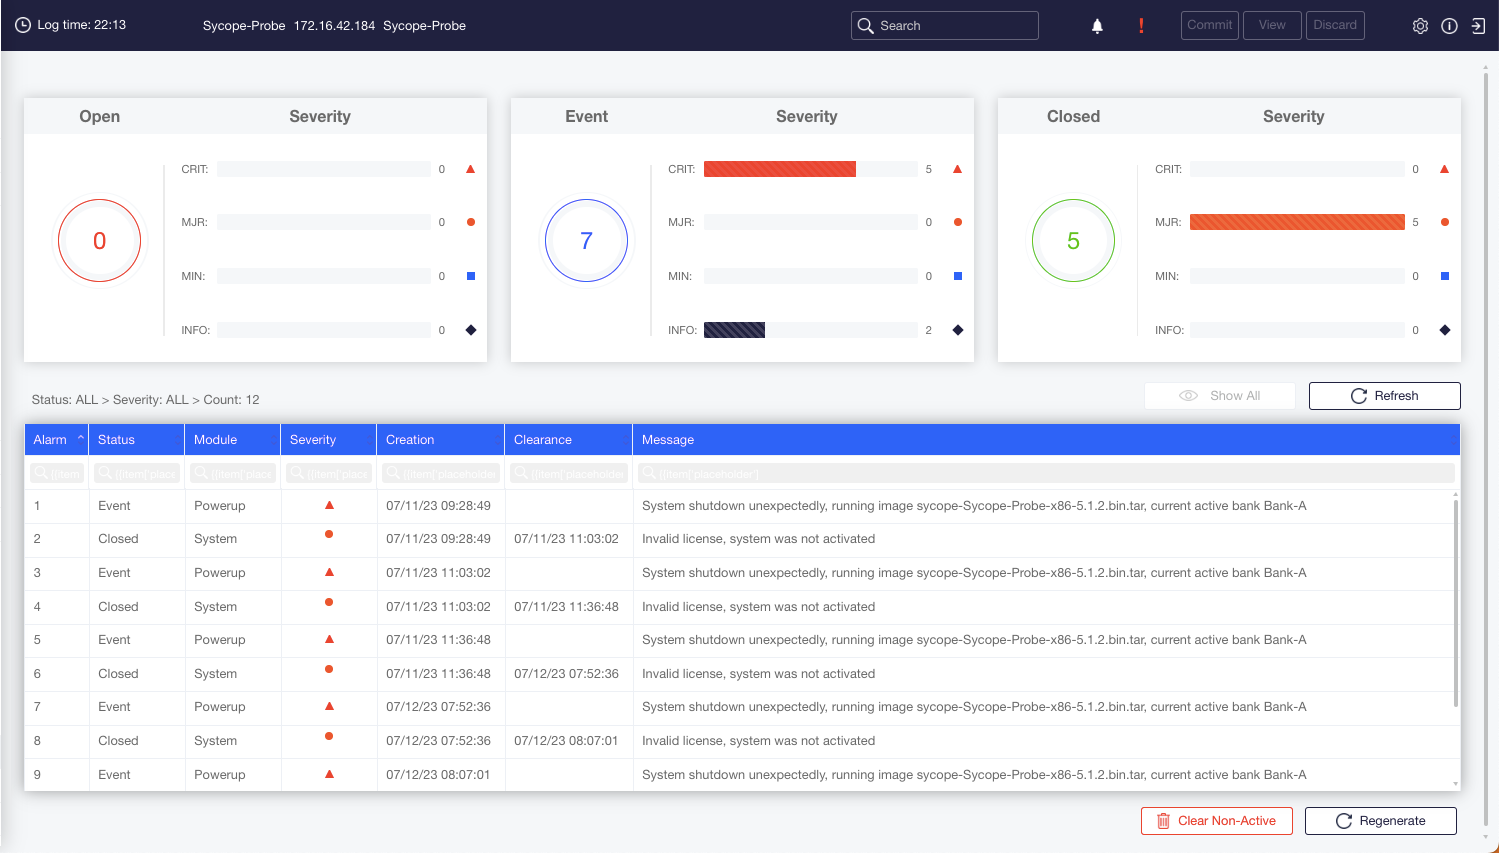 Log time: 22:13 Sycope-Probe 172.16.42.184 Sycope-Probe Search ! Commit View Discard
Open Severity
CRIT: 0
MJR: 0
MIN: 0
INFO: 0
0
Event Severity
CRIT: 5
MJR: 0
MIN: 0
INFO: 2
7
Closed Severity
CRIT: 0
MJR: 5
MIN: 0
INFO: 0
5
Status: ALL > Severity: ALL > Count: 12 Show All Refresh
Alarm Status Module Severity Creation Clearance Message
{{item {{item['place {{item['place {{item['place {{item['placeholder {{item['placeholder {{item['placeholder']
1 Event Powerup 07/11/23 09:28:49 System shutdown unexpectedly, running image sycope-Sycope-Probe-x86-5.1.2.bin.tar, current active bank Bank-A
2 Closed System 07/11/23 09:28:49 07/11/23 11:03:02 Invalid license, system was not activated
3 Event Powerup 07/11/23 11:03:02 System shutdown unexpectedly, running image sycope-Sycope-Probe-x86-5.1.2.bin.tar, current active bank Bank-A
4 Closed System 07/11/23 11:03:02 07/11/23 11:36:48 Invalid license, system was not activated
5 Event Powerup 07/11/23 11:36:48 System shutdown unexpectedly, running image sycope-Sycope-Probe-x86-5.1.2.bin.tar, current active bank Bank-A
6 Closed System 07/11/23 11:36:48 07/12/23 07:52:36 Invalid license, system was not activated
7 Event Powerup 07/12/23 07:52:36 System shutdown unexpectedly, running image sycope-Sycope-Probe-x86-5.1.2.bin.tar, current active bank Bank-A
8 Closed System 07/12/23 07:52:36 07/12/23 08:07:01 Invalid license, system was not activated
9 Event Powerup 07/12/23 08:07:01 System shutdown unexpectedly, running image sycope-Sycope-Probe-x86-5.1.2.bin.tar, current active bank Bank-A
Clear Non-Active Regenerate